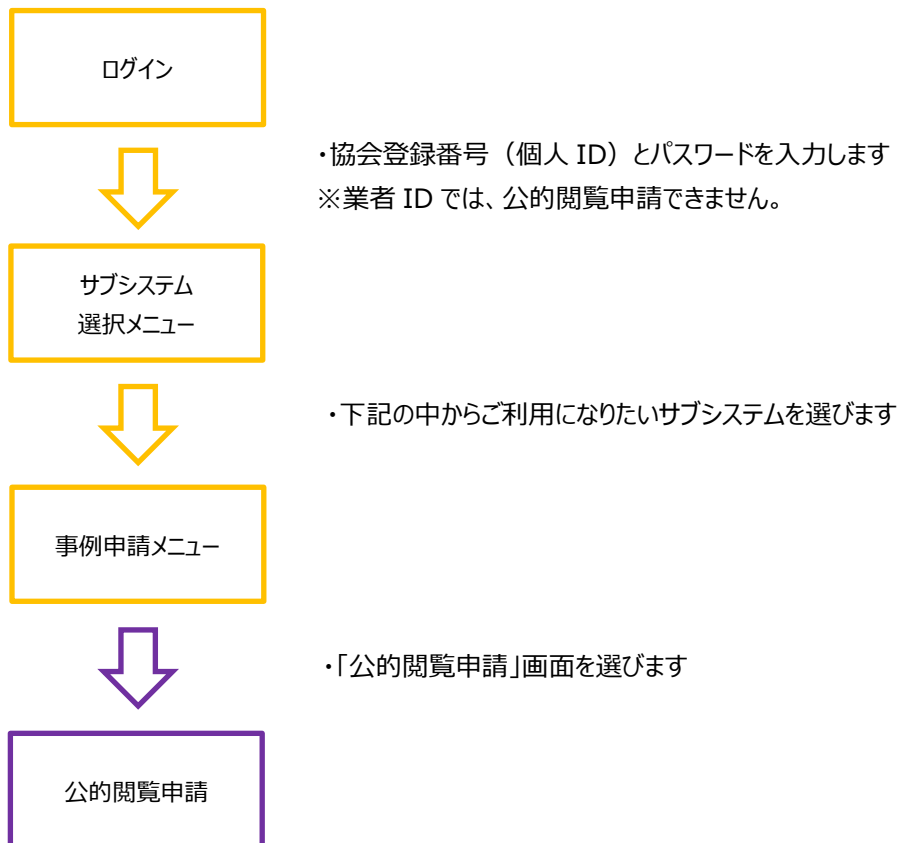 ログイン
・協会登録番号（個人 ID）とパスワードを入力します
※業者 ID では、公的閲覧申請できません。
サブシステム
選択メニュー
・下記の中からご利用になりたいサブシステムを選びます
事例申請メニュー
・「公的閲覧申請」画面を選びます
公的閲覧申請